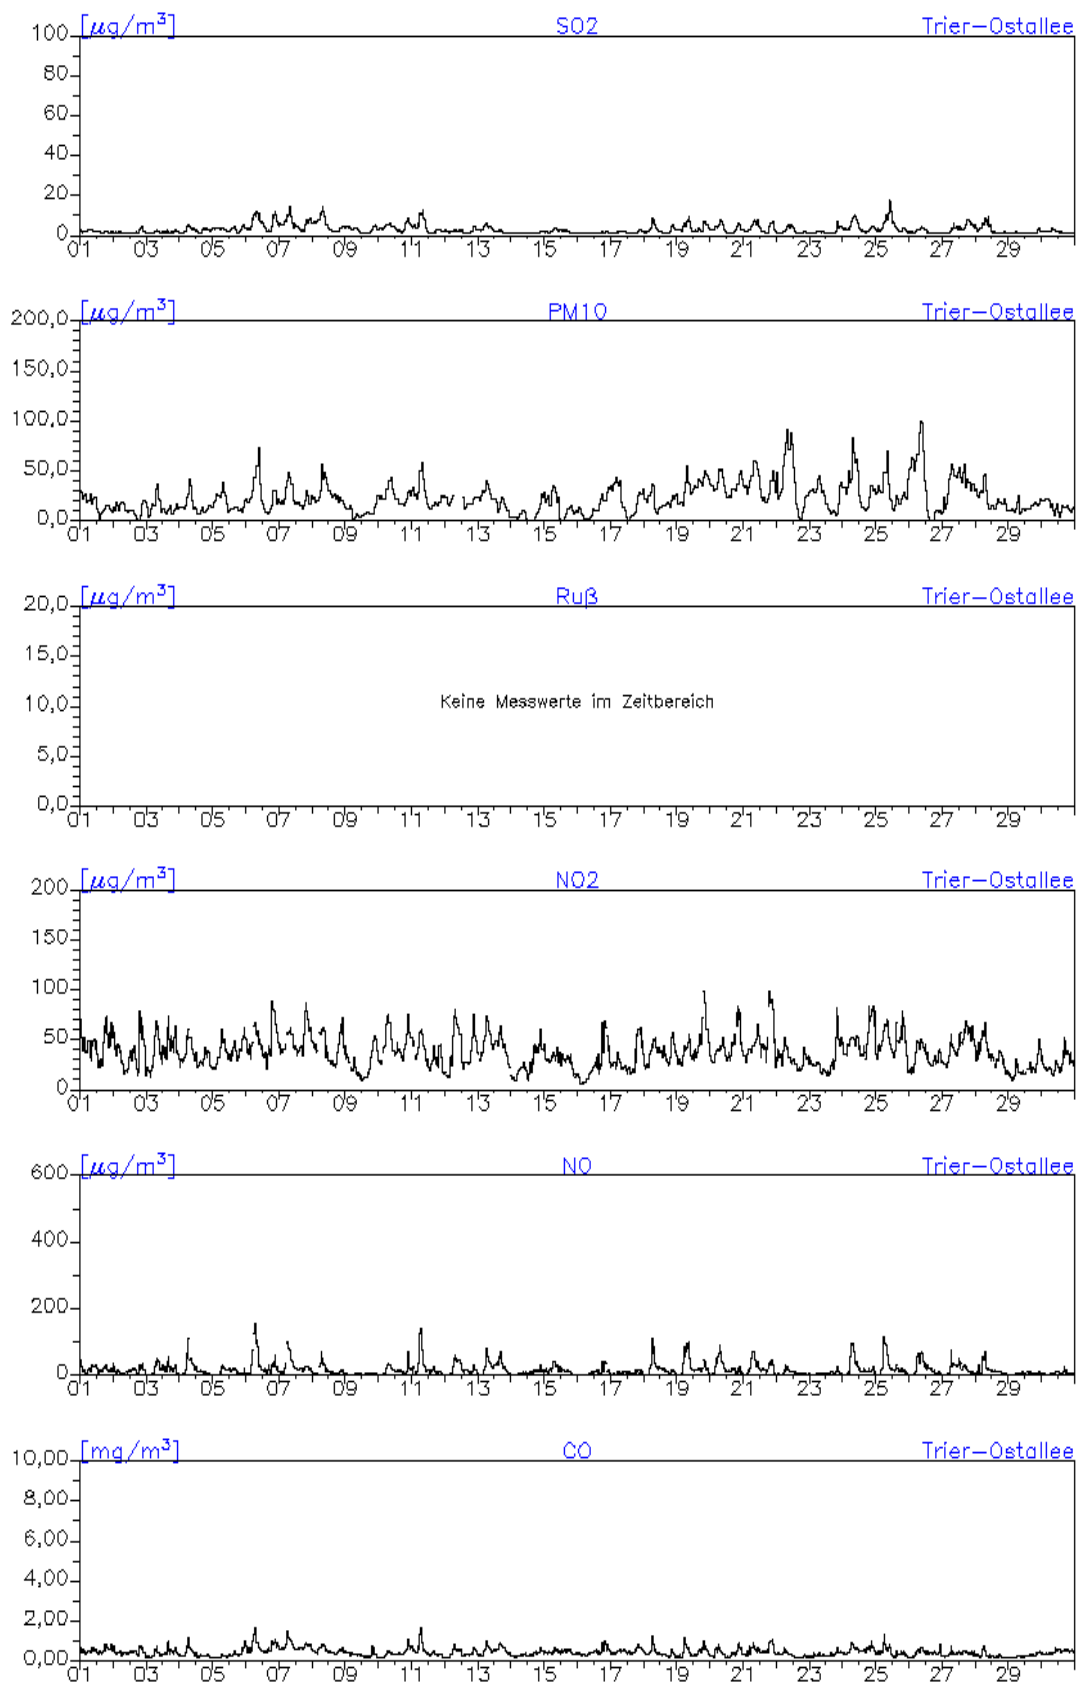 [μg/m³] SO2 Trier-Ostallee
100
80
60
40
20
0
01 03 05 07 09 11 13 15 17 19 21 23 25 27 29
[μg/m³] PM10 Trier-Ostallee
200,0
150,0
100,0
50,0
0,0
01 03 05 07 09 11 13 15 17 19 21 23 25 27 29
[μg/m³] Ruß Trier-Ostallee
20,0
15,0
10,0
Keine Messwerte im Zeitbereich
5,0
0,0
01 03 05 07 09 11 13 15 17 19 21 23 25 27 29
[μg/m³] NO2 Trier-Ostallee
200
150
100
50
0
01 03 05 07 09 11 13 15 17 19 21 23 25 27 29
[μg/m³] NO Trier-Ostallee
600
400
200
0
01 03 05 07 09 11 13 15 17 19 21 23 25 27 29
[mg/m³] CO Trier-Ostallee
10,00
8,00
6,00
4,00
2,00
0,00
01 03 05 07 09 11 13 15 17 19 21 23 25 27 29